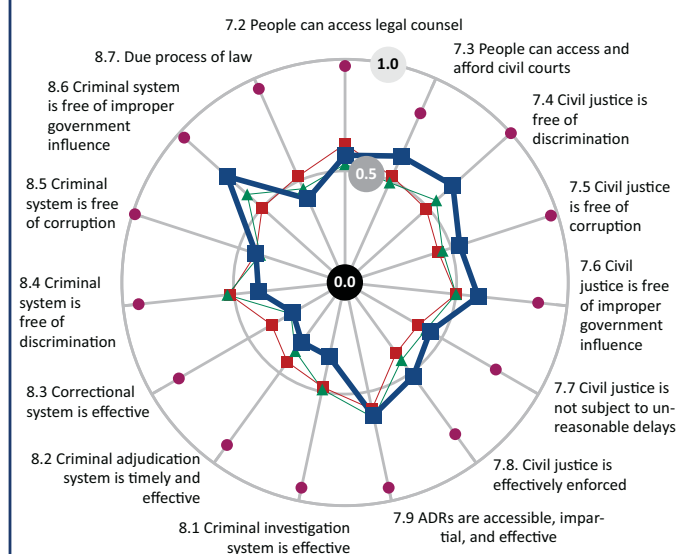 7.2 People can access legal counsel
1.0
7.3 People can access and
afford civil courts
7.4 Civil justice is
free of
discrimination
7.5 Civil justice
is free of
corruption
7.6 Civil
justice is free
of improper
government
influence
7.7 Civil justice is
not subject to un-
reasonable delays
7.8. Civil justice is
effectively enforced
7.9 ADRs are accessible, impar-
tial, and effective
8.1 Criminal investigation
system is effective
8.2 Criminal adjudication
system is timely and
effective
8.3 Correctional
system is effective
8.4 Criminal
system is
free of
discrimination
8.5 Criminal
system is free
of corruption
8.6 Criminal system
is free of improper
government
influence
8.7. Due process of law
0.5
0.0